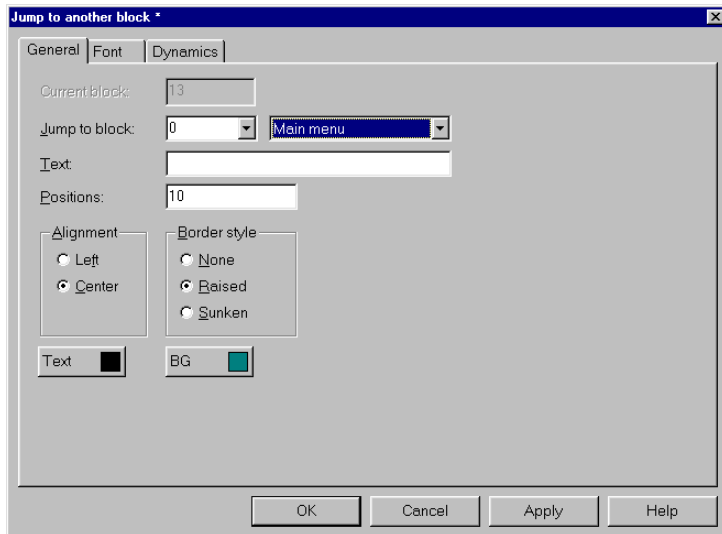 Jump to another block *
General Font Dynamics
Current block: 13
Jump to block: 0 Main menu
Text:
Positions: 10
Alignment Border style
Left None
Center Raised
Sunken
Text BG
OK Cancel Apply Help